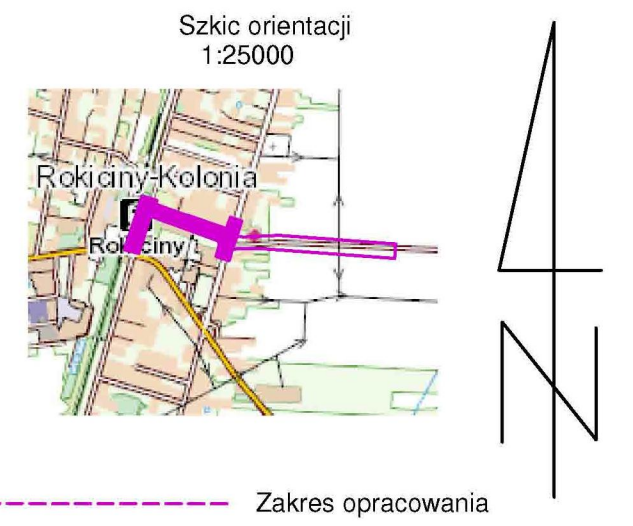 Szkic orientacji
1:25000
Rokiciny-Kolonia
Rokiciny
N
Zakres opracowania